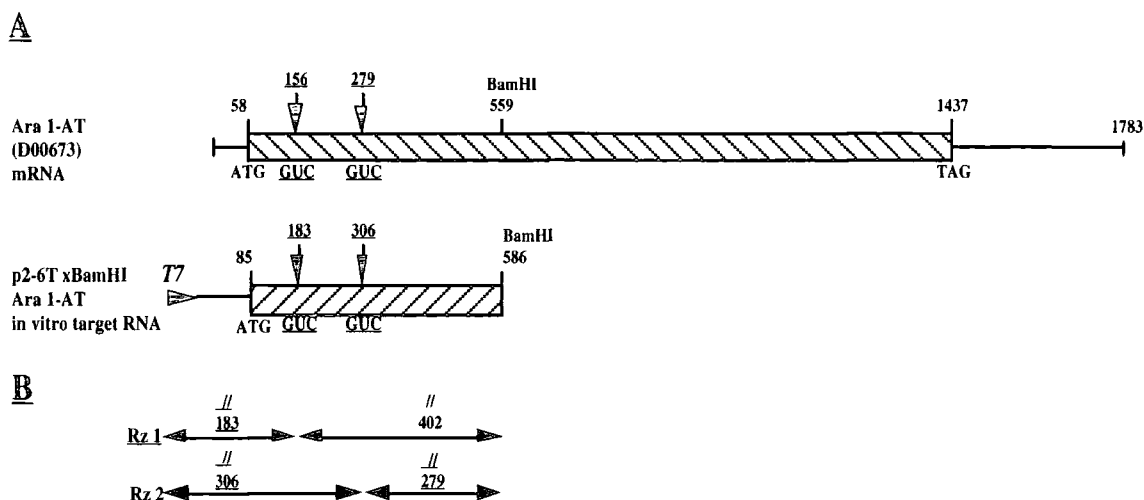 A
156 279 BamHI
58 559 1437 1783
Ara 1-AT
(D00673)
mRNA
ATG GUC GUC TAG
183 306 BamHI
85 586
p2-6T xBamHI T7
Ara 1-AT
in vitro target RNA
ATG GUC GUC
B
// //
Rz 1 183 402
// //
Rz 2 306 279